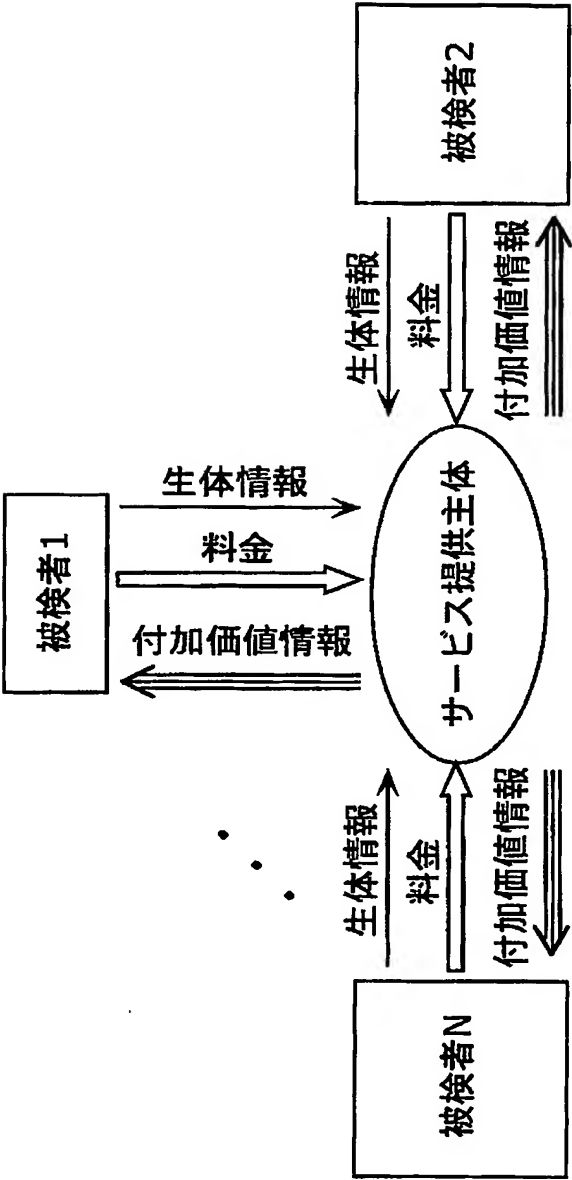 被検者1
付加価値情報
料金
生体情報
生体情報
生体情報
料金
料金
被検者N
サービス提供主体
被検者2
付加価値情報
付加価値情報